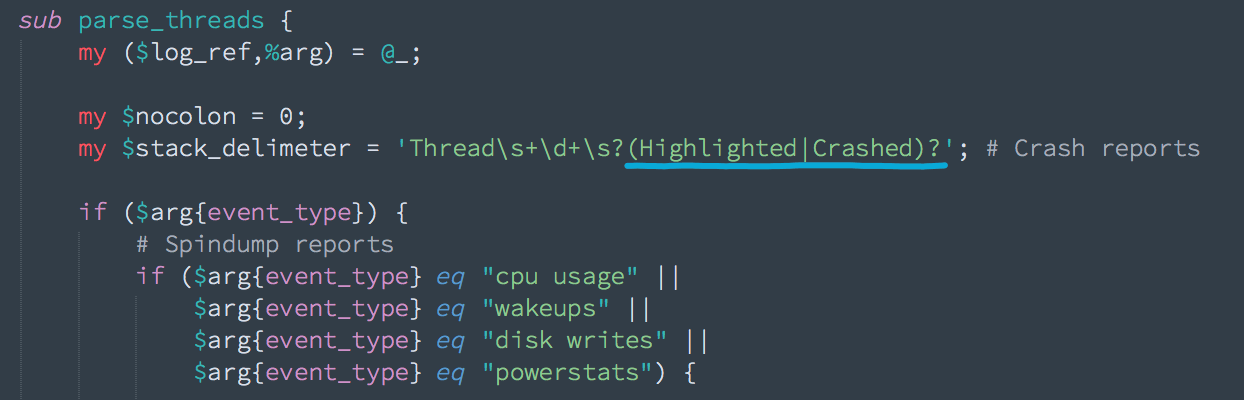 sub parse_threads {
my ($log_ref,%arg) = @_;
my $nocolon = 0;
my $stack_delimeter = 'Thread\s+\d+\s?(Highlighted|Crashed)?'; # Crash reports
if ($arg{event_type}) {
# Spindump reports
if ($arg{event_type} eq "cpu usage" ||
$arg{event_type} eq "wakeups" ||
$arg{event_type} eq "disk writes" ||
$arg{event_type} eq "powerstats") {